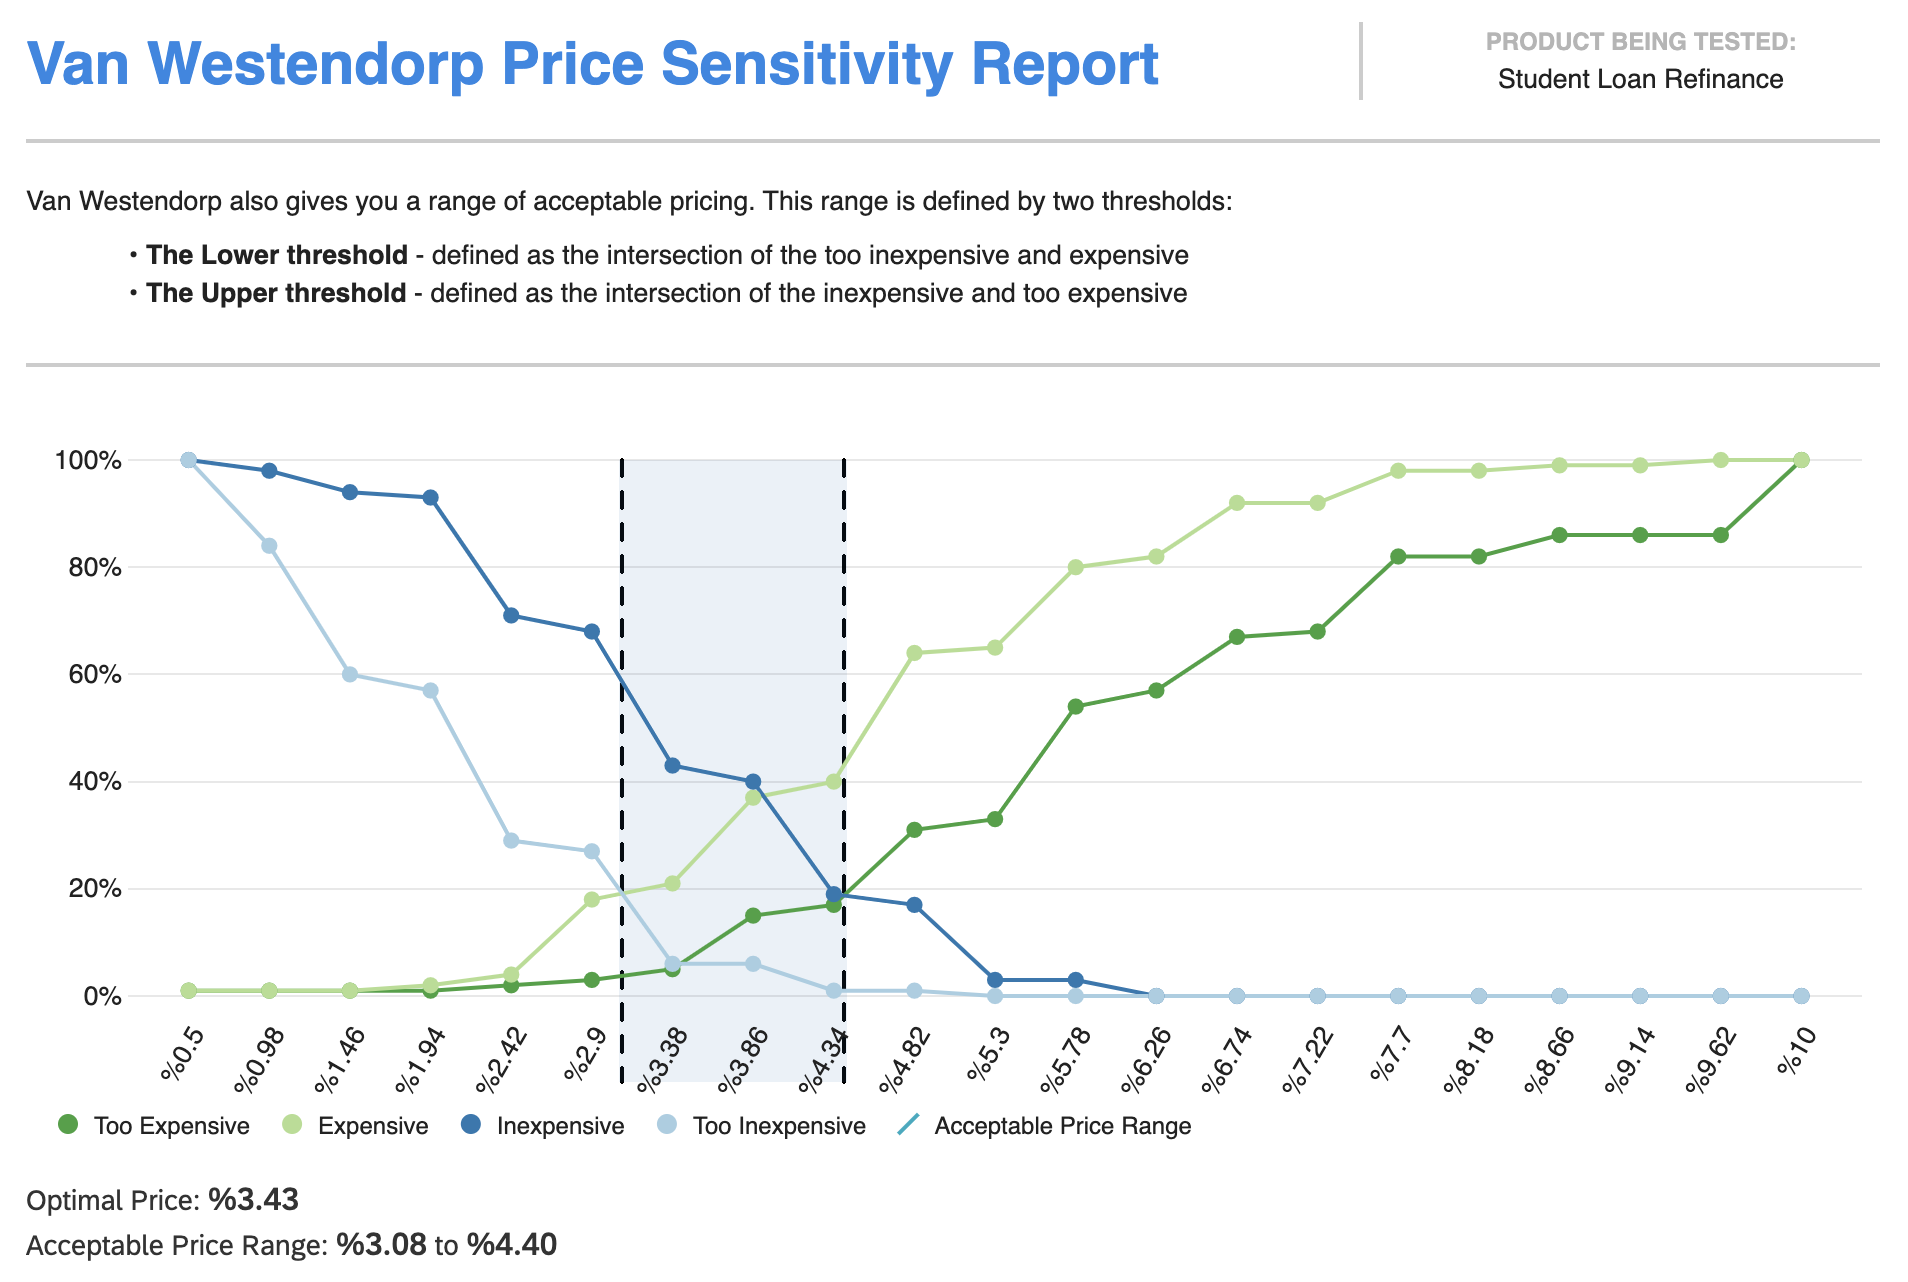 Van Westendorp Price Sensitivity Report
PRODUCT BEING TESTED:
Student Loan Refinance
Van Westendorp also gives you a range of acceptable pricing. This range is defined by two thresholds:
• The Lower threshold - defined as the intersection of the too inexpensive and expensive
• The Upper threshold - defined as the intersection of the inexpensive and too expensive
100%
80%
60%
40%
20%
0%
%0.5 %0.98 %1.46 %1.94 %2.42 %2.9 %3.38 %3.86 %4.34 %4.82 %5.3 %5.78 %6.26 %6.74 %7.22 %7.7 %8.18 %8.66 %9.14 %9.62 %10
Too Expensive Expensive Inexpensive Too Inexpensive Acceptable Price Range
Optimal Price: %3.43
Acceptable Price Range: %3.08 to %4.40